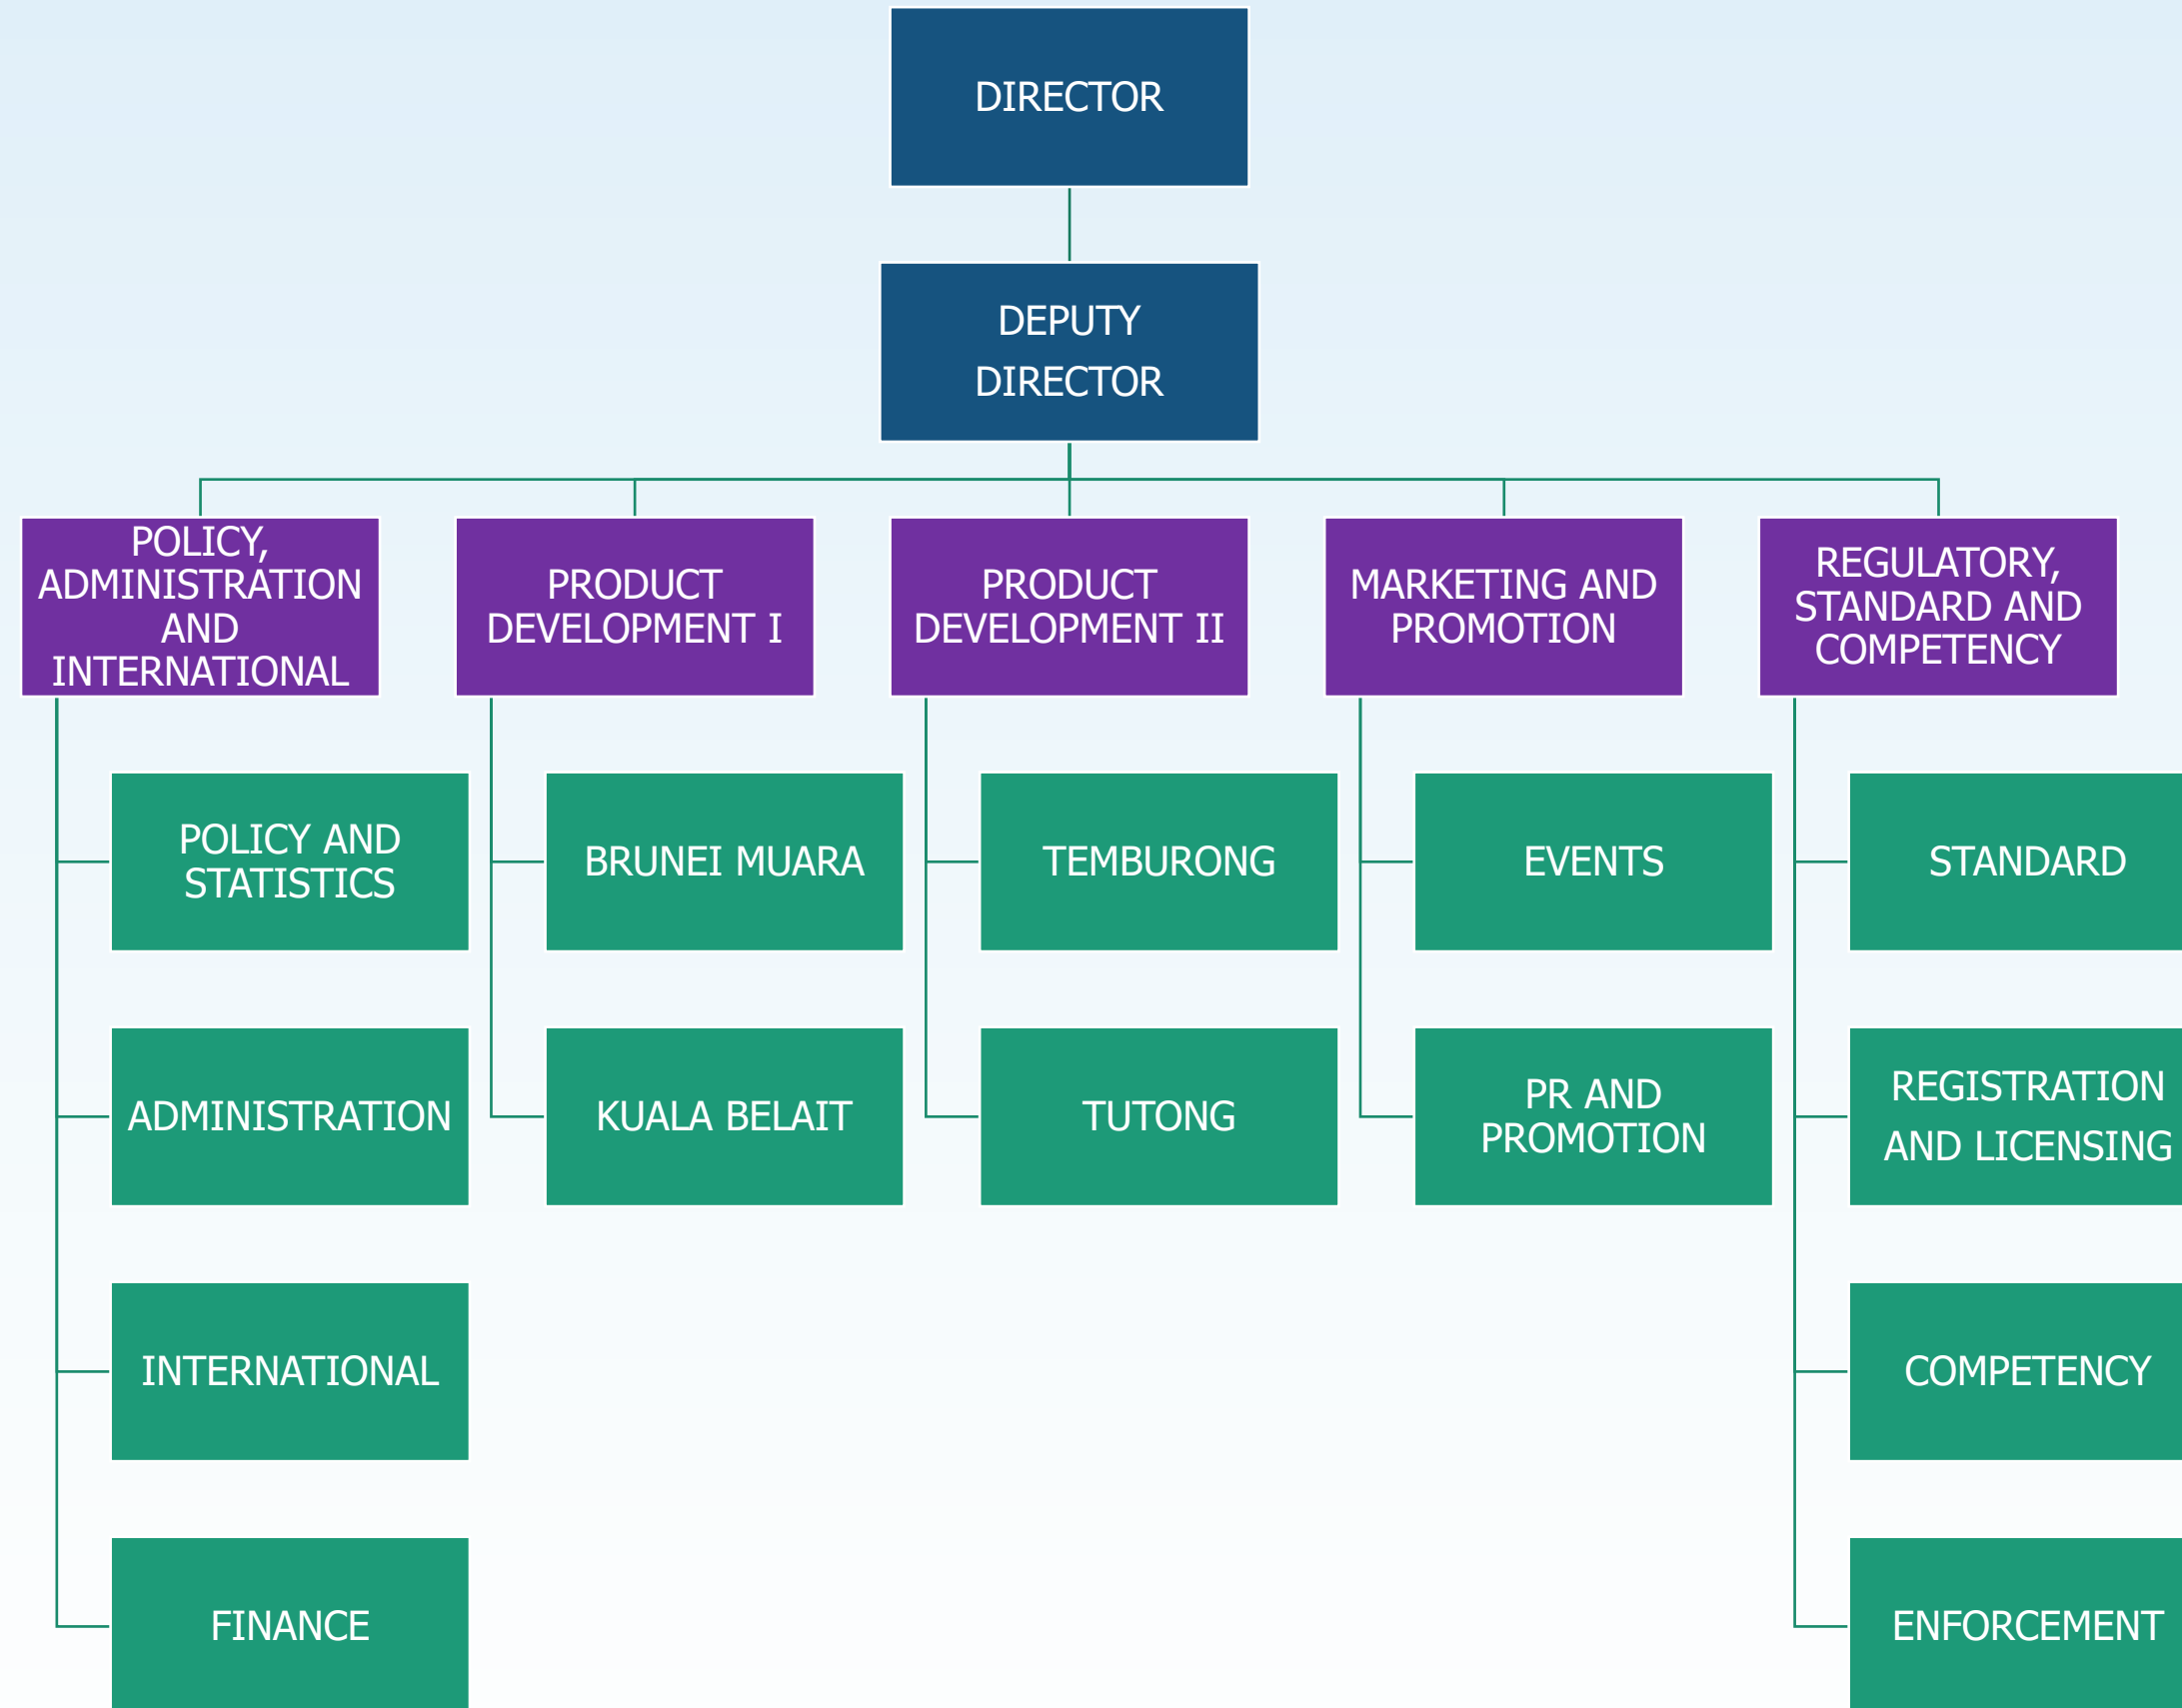 DIRECTOR
DEPUTY
DIRECTOR
POLICY,
ADMINISTRATION
AND
INTERNATIONAL
PRODUCT
DEVELOPMENT I
PRODUCT
DEVELOPMENT II
MARKETING AND
PROMOTION
REGULATORY,
STANDARD AND
COMPETENCY
POLICY AND
STATISTICS
ADMINISTRATION
INTERNATIONAL
FINANCE
BRUNEI MUARA
KUALA BELAIT
TEMBURONG
TUTONG
EVENTS
PR AND
PROMOTION
STANDARD
REGISTRATION
AND LICENSING
COMPETENCY
ENFORCEMENT